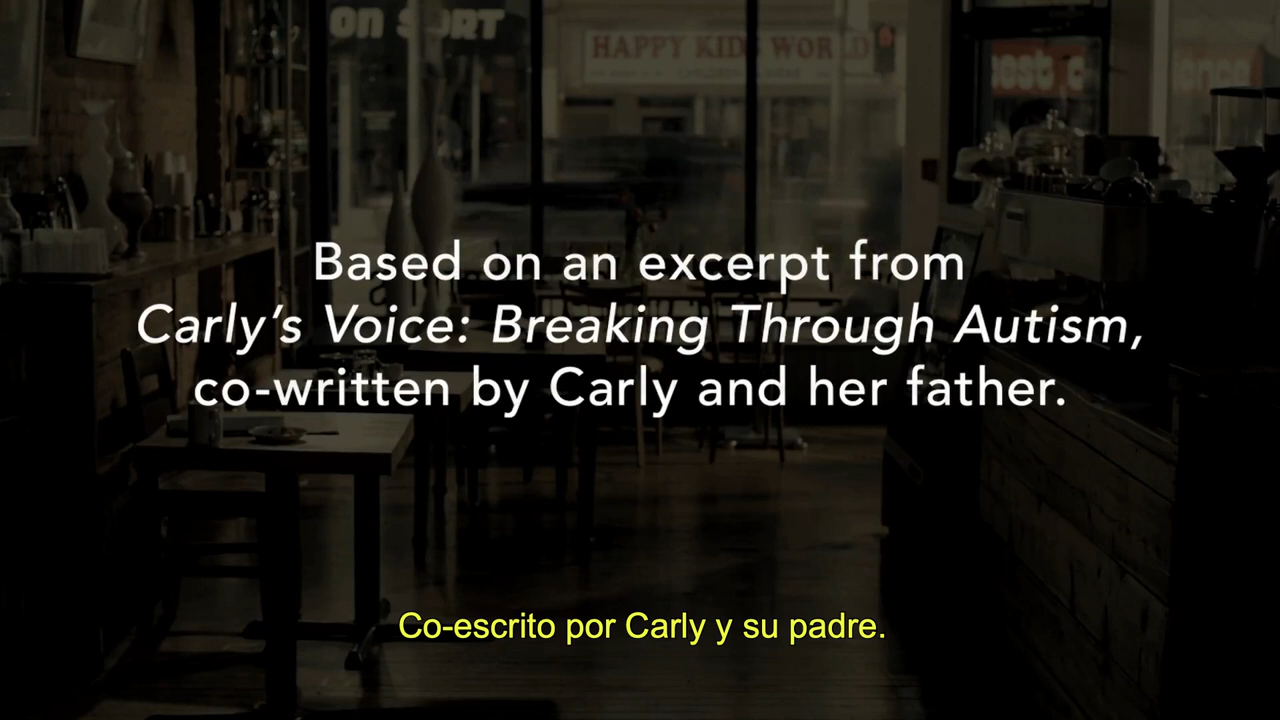 HAPPY KIDS WORLD
Based on an excerpt from
Carly's Voice: Breaking Through Autism,
co-written by Carly and her father.
Co-escrito por Carly y su padre.